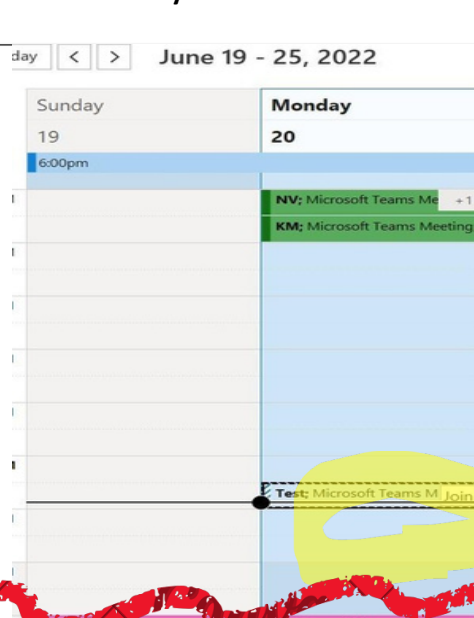 day < > June 19 - 25, 2022
Sunday Monday
19 20
6:00pm
NV; Microsoft Teams Me +1
KM; Microsoft Teams Meeting
Test; Microsoft Teams M Join